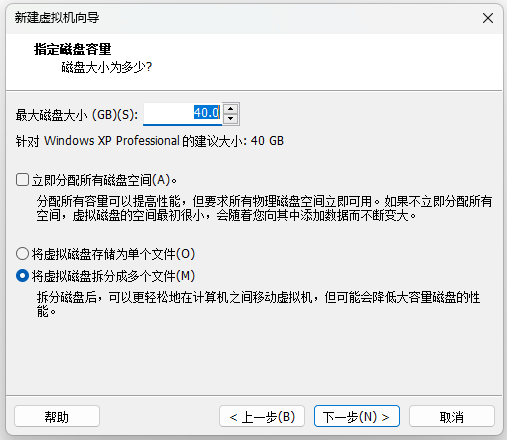 新建虚拟机向导
指定磁盘容量
磁盘大小为多少?
最大磁盘大小 (GB)(S): 40.0
针对 Windows XP Professional 的建议大小: 40 GB
立即分配所有磁盘空间(A)。
分配所有容量可以提高性能，但要求所有物理磁盘空间立即可用。如果不立即分配所有
空间，虚拟磁盘的空间最初很小，会随着您向其中添加数据而不断变大。
将虚拟磁盘存储为单个文件(O)
将虚拟磁盘拆分成多个文件(M)
拆分磁盘后，可以更轻松地在计算机之间移动虚拟机，但可能会降低大容量磁盘的性
能。
帮助 < 上一步(B) 下一步(N) > 取消